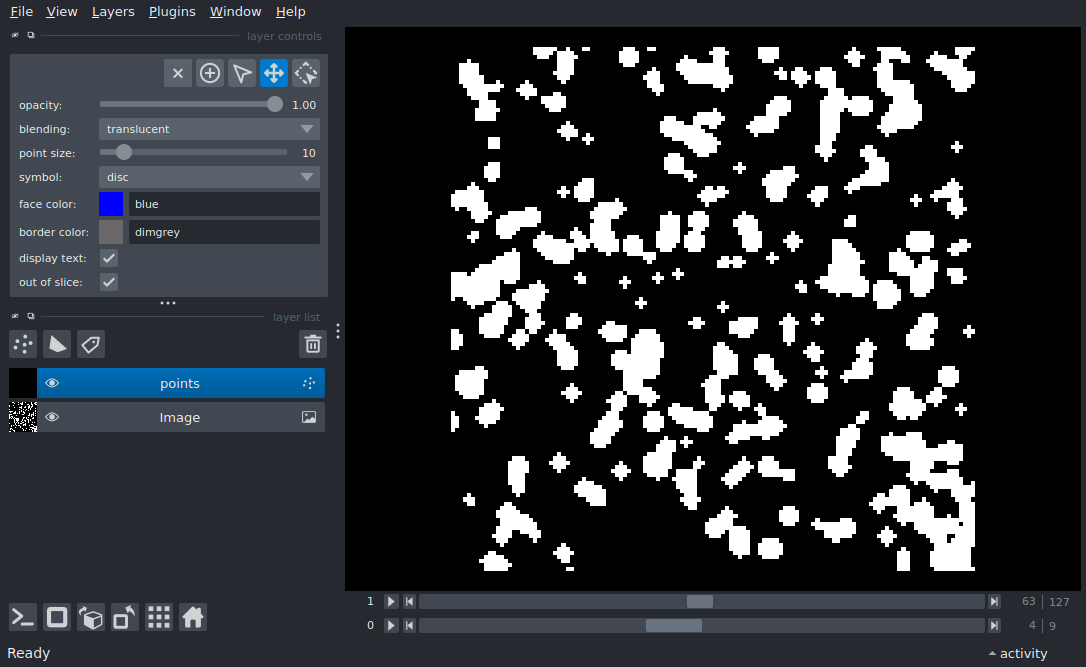 File View Layers Plugins Window Help
layer controls
opacity: 1.00
blending: translucent
point size: 10
symbol: disc
face color: blue
border color: dimgrey
display text:
out of slice:
layer list
points
Image
1 63 127
0 4 9
Ready activity